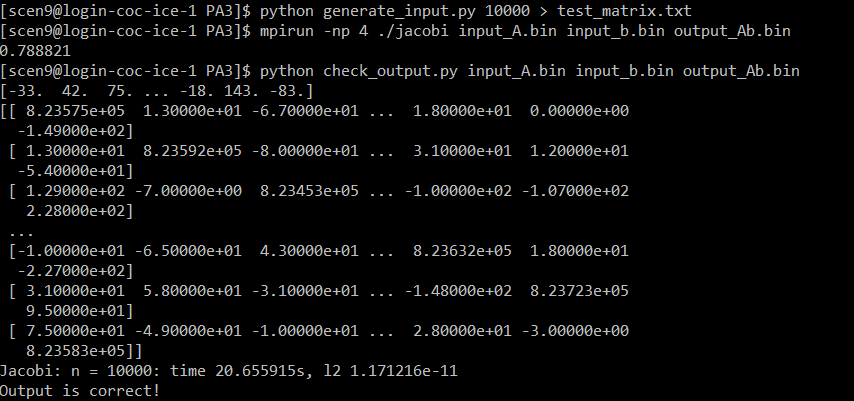 [scen9@login-coc-ice-1 PA3]$ python generate_input.py 10000 > test_matrix.txt
[scen9@login-coc-ice-1 PA3]$ mpirun -np 4 ./jacobi input_A.bin input_b.bin output_Ab.bin
0.788821
[scen9@login-coc-ice-1 PA3]$ python check_output.py input_A.bin input_b.bin output_Ab.bin
[-33.  42.  75. ... -18. 143. -83.]
[[ 8.23575e+05  1.30000e+01 -6.70000e+01 ...  1.80000e+01  0.00000e+00
  -1.49000e+02]
 [ 1.30000e+01  8.23592e+05 -8.00000e+01 ...  3.10000e+01  1.20000e+01
  -5.40000e+01]
 [ 1.29000e+02 -7.00000e+00  8.23453e+05 ... -1.00000e+02 -1.07000e+02
   2.28000e+02]
 ...
 [-1.00000e+01 -6.50000e+01  4.30000e+01 ...  8.23632e+05  1.80000e+01
  -2.27000e+02]
 [ 3.10000e+01  5.80000e+01 -3.10000e+01 ... -1.48000e+02  8.23723e+05
   9.50000e+01]
 [ 7.50000e+01 -4.90000e+01 -1.00000e+01 ...  2.80000e+01 -3.00000e+00
   8.23583e+05]]
Jacobi: n = 10000: time 20.655915s, l2 1.171216e-11
Output is correct!